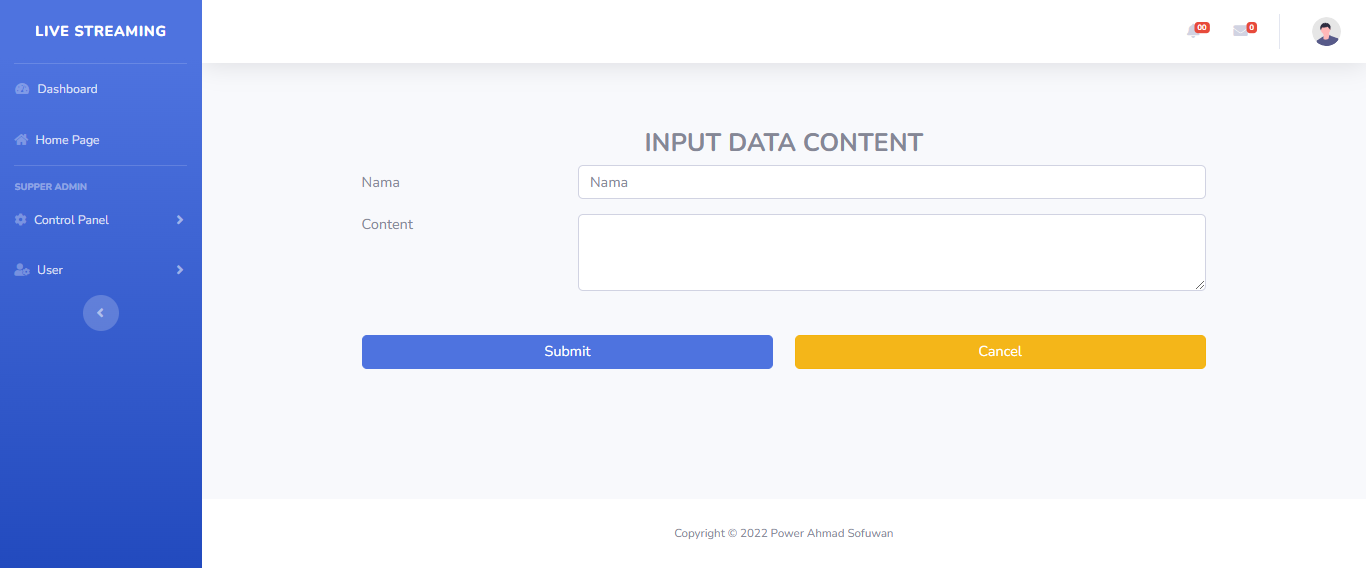 LIVE STREAMING
00
0
Dashboard
Home Page
SUPPER ADMIN
Control Panel
User
INPUT DATA CONTENT
Nama
Nama
Content
Submit
Cancel
Copyright © 2022 Power Ahmad Sofuwan